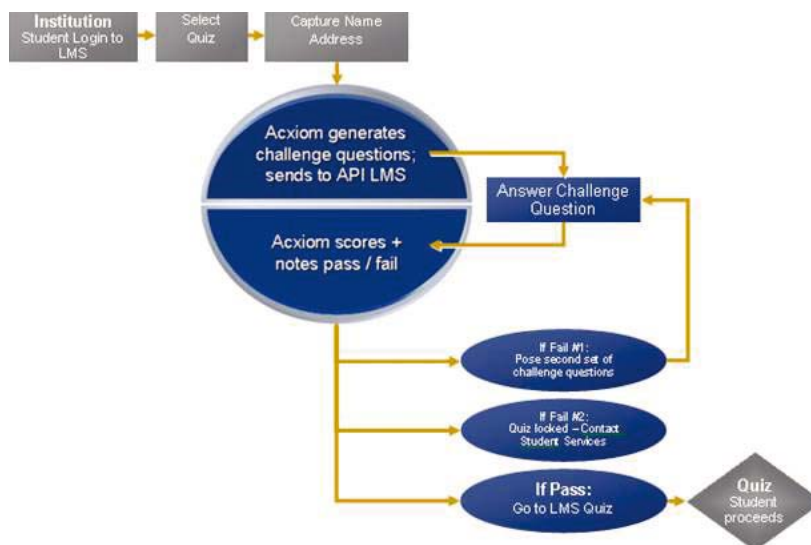 Institution
Student Login to
LMS
Select
Quiz
Capture Name
Address
Acxiom generates
challenge questions;
sends to API LMS
Answer Challenge
Question
Acxiom scores +
notes pass / fail
If Fail #1:
Pose second set of
challenge questions
If Fail #2:
Quiz locked – Contact
Student Services
If Pass:
Go to LMS Quiz
Quiz
Student
proceeds